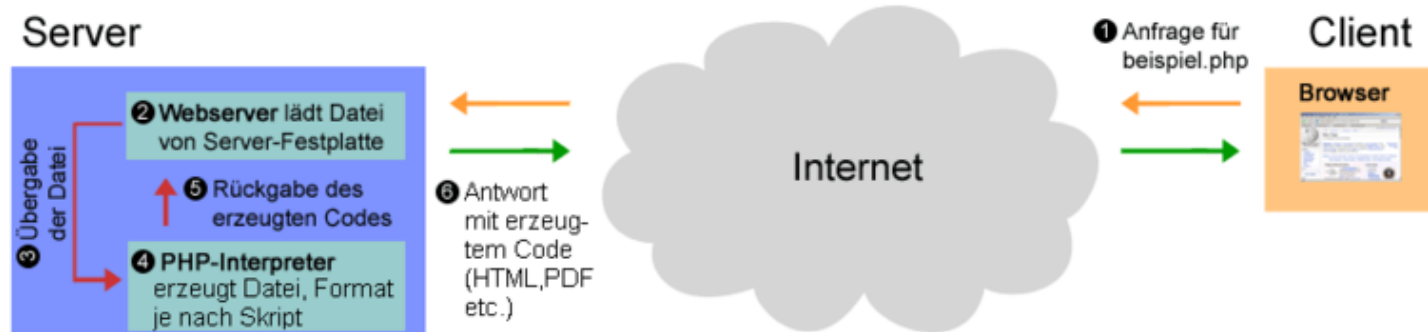 Server
Client
❶ Anfrage für
beispiel.php
Browser
❷ Webserver lädt Datei
von Server-Festplatte
❸ Übergabe
der Datei
❹ PHP-Interpreter
erzeugt Datei, Format
je nach Skript
❺ Rückgabe des
erzeugten Codes
❻ Antwort
mit erzeug-
tem Code
(HTML,PDF
etc.)
Internet